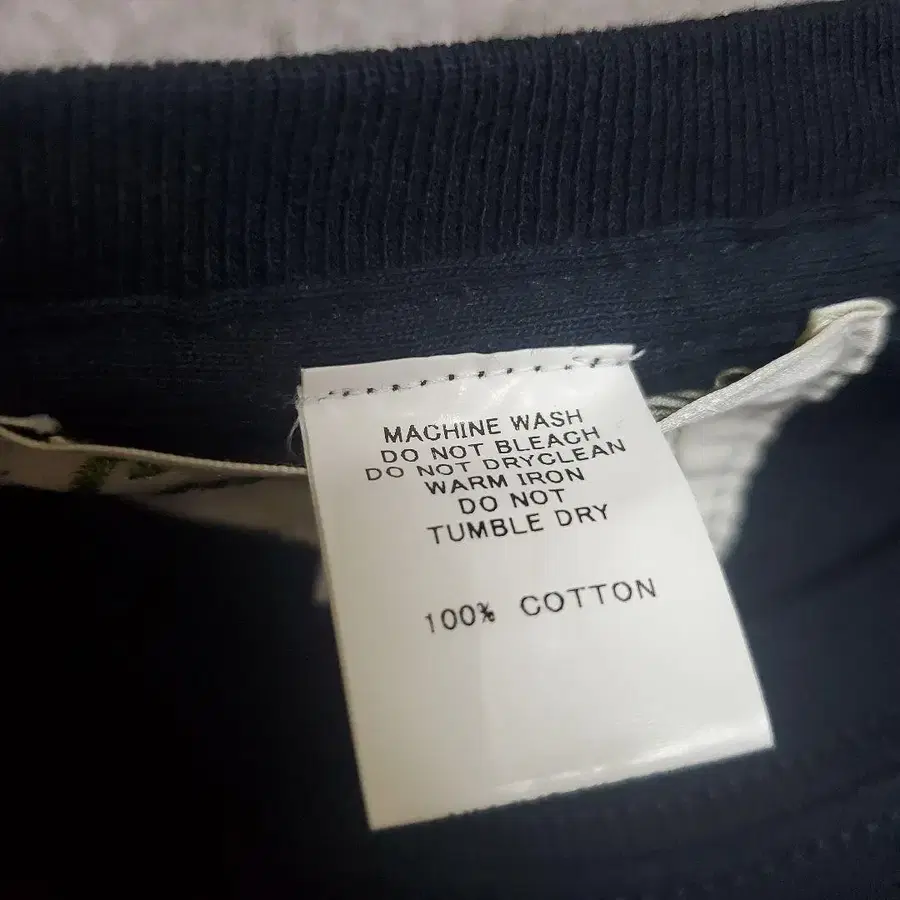 MACHINE WASH
DO NOT BLEACH
DO NOT DRYCLEAN
WARM IRON
DO NOT
TUMBLE DRY
100% COTTON